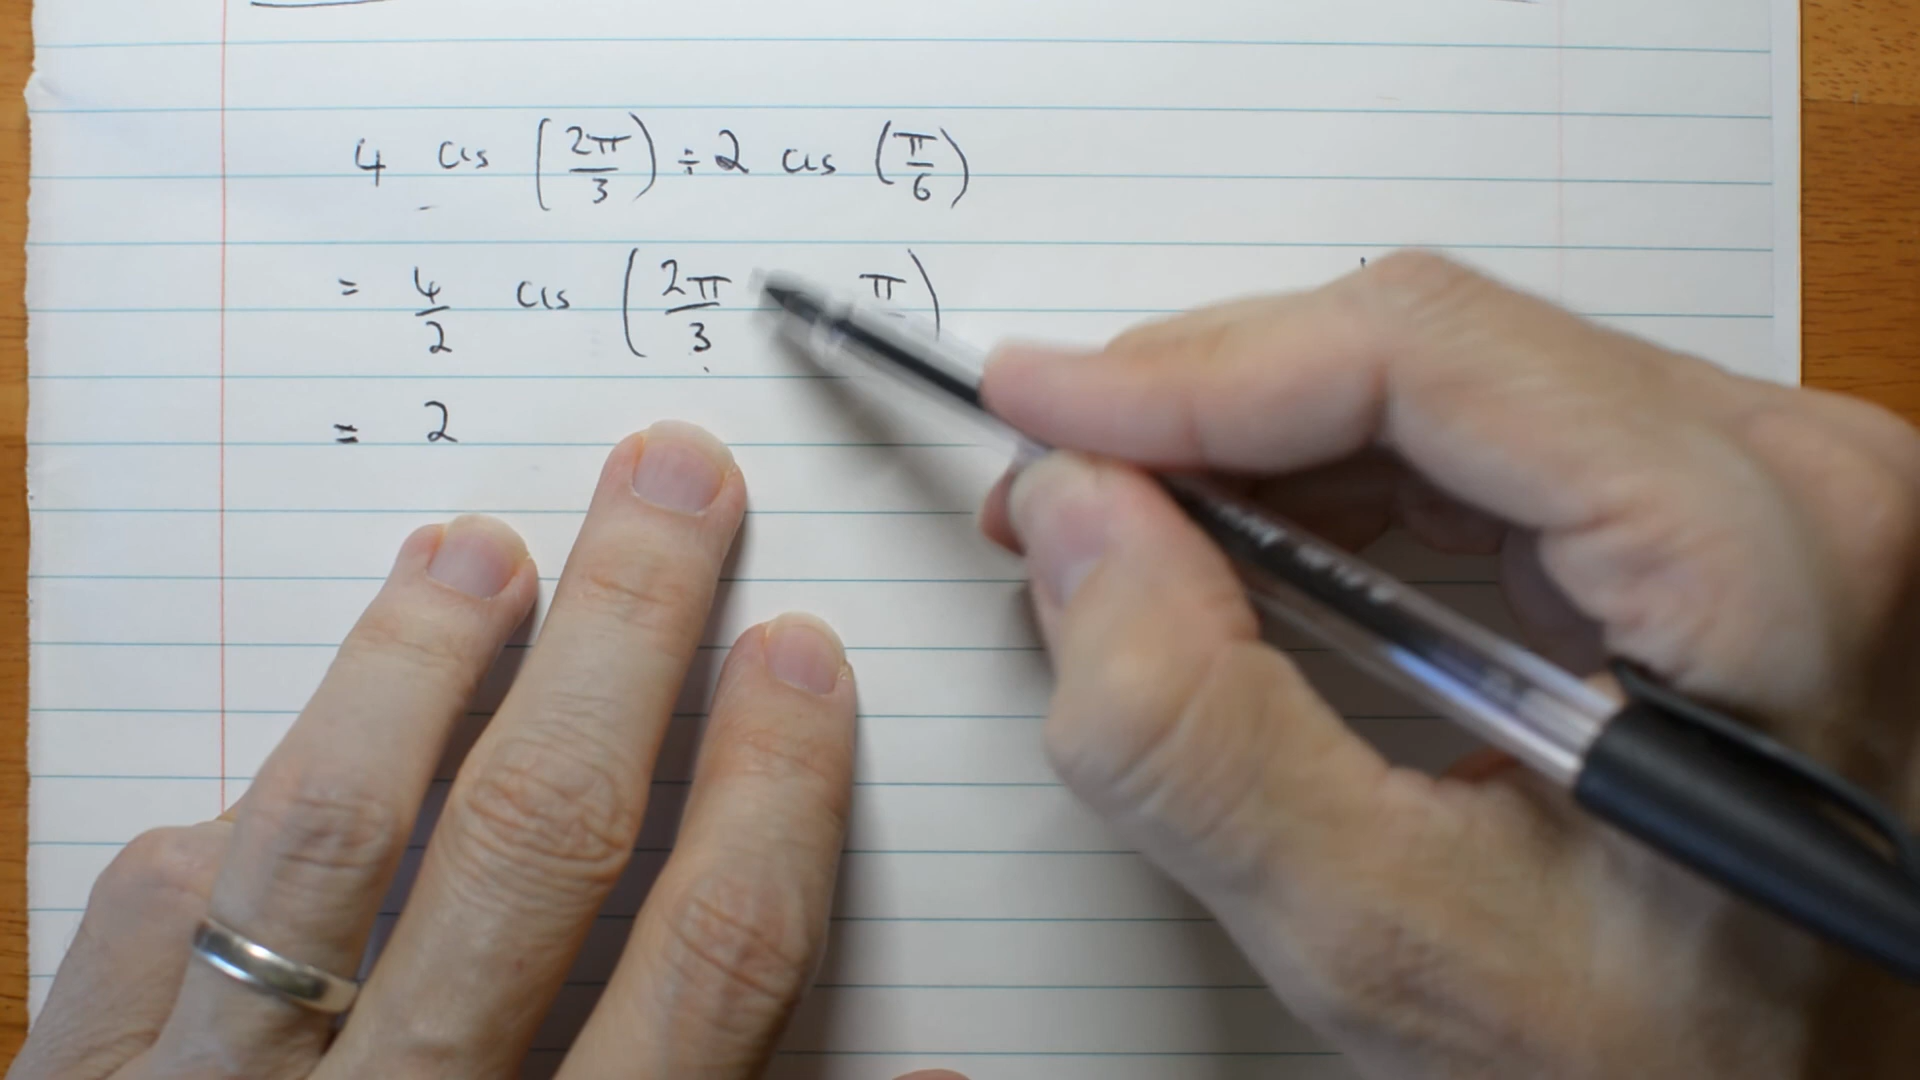 4 cis (2π/3) ÷ 2 cis (π/6)
= 4/2 cis (2π/3 π)
= 2